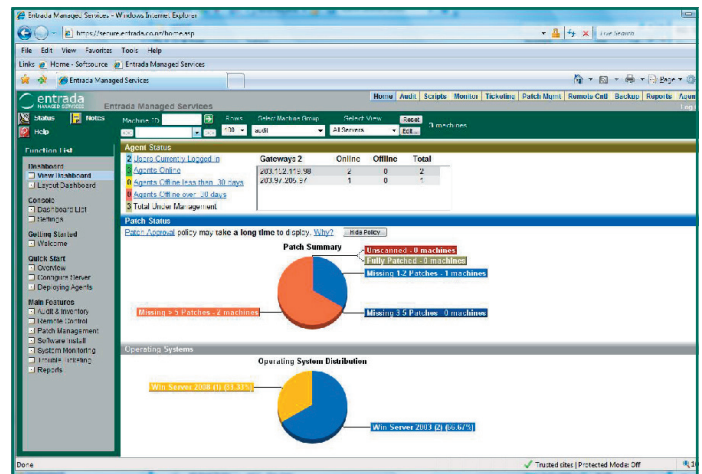 Entrada Managed Services - Windows Internet Explorer
https://secure.entrada.co.nz/home.asp
Live Search
File Edit View Favorites Tools Help
Links Home - Softsource Entrada Managed Services
Entrada Managed Services
Page
entrada
MANAGED SERVICES
Entrada Managed Services
Home Audit Scripts Monitor Ticketing Patch Mgmt Remote Cntl Backup Reports Agent
Status Notes
Help
Machine ID Rows Select Machine Group Select View Reset
100 audit All Servers Edit... 3 machines
Function List
Dashboard
View Dashboard
Layout Dashboard
Console
Dashboard List
Settings
Getting Started
Welcome
Quick Start
Overview
Configure Server
Deploying Agents
Main Features
Audit & Inventory
Remote Control
Patch Management
Software Install
System Monitoring
Trouble Ticketing
Reports
Agent Status
2 Users Currently Logged in
3 Agents Online
0 Agents Offline less than 30 days
0 Agents Offline over 30 days
3 Total Under Management
Gateways 2 Online Offline Total
2 0 2
1 0 1
Patch Status
Patch Approval policy may take a long time to display. Why? Hide Policy
Patch Summary
Unscanned - 0 machines
Fully Patched - 0 machines
Missing 1-2 Patches - 1 machines
Missing > 5 Patches - 2 machines
Missing 3-5 Patches - 0 machines
Operating Systems
Operating System Distribution
Win Server 2008 (1) (33.33%)
Win Server 2003 (2) (66.67%)
Done
Trusted sites | Protected Mode: Off